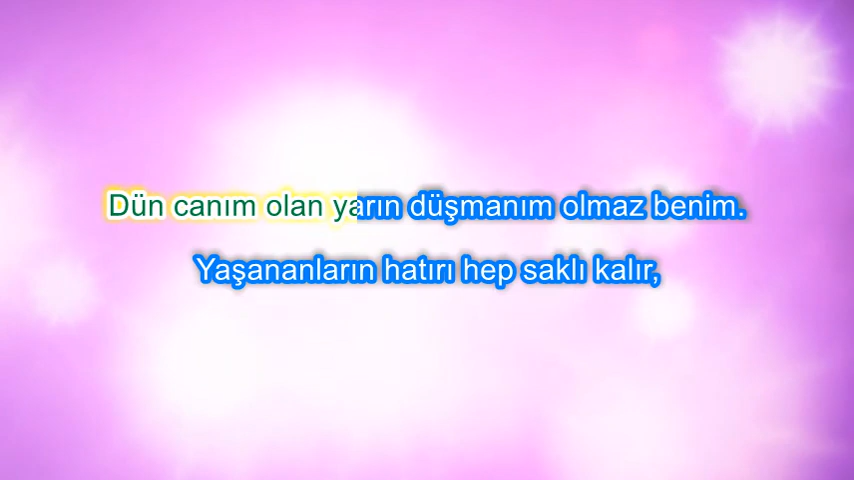 Dün canım olan yarın düşmanım olmaz benim.
Yaşananların hatırı hep saklı kalır,